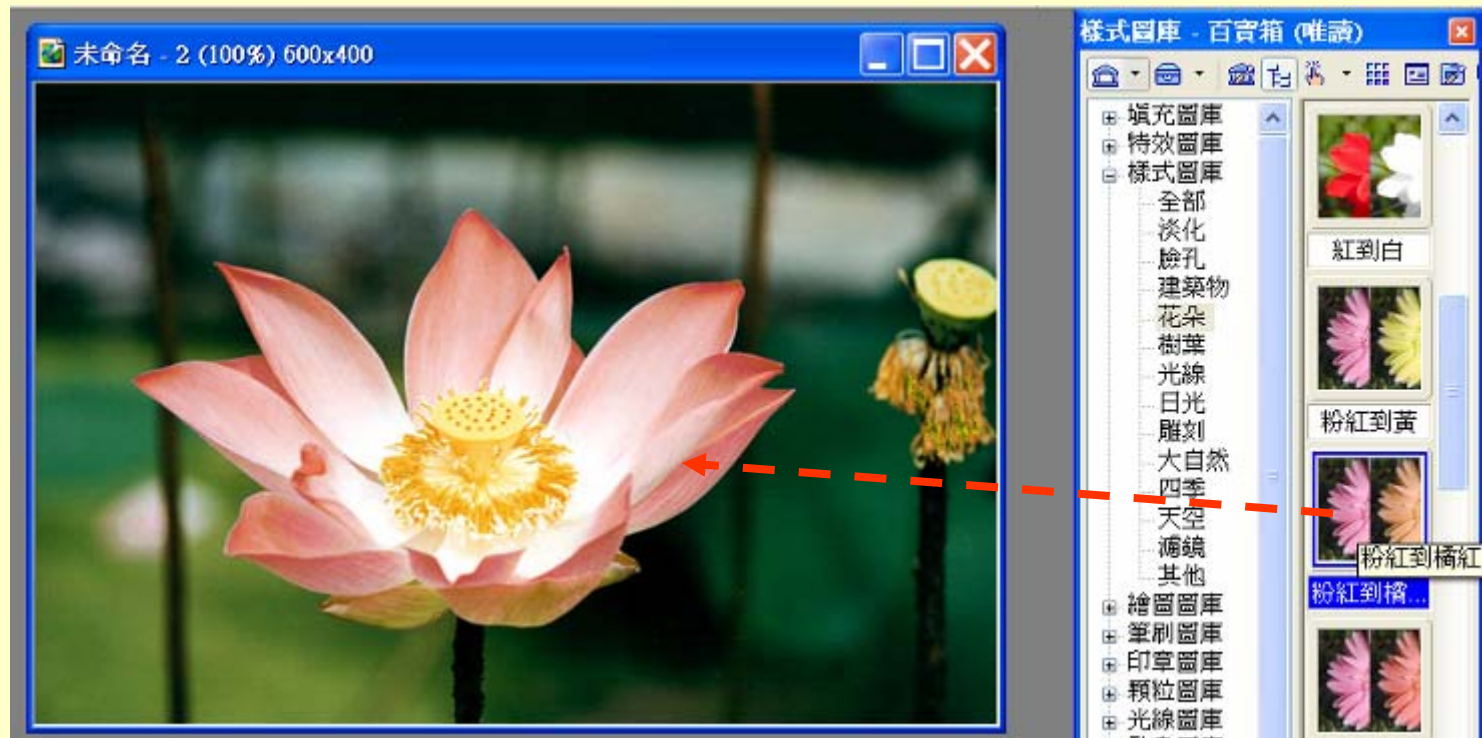 未命名 - 2 (100%) 600x400
樣式圖庫 - 百寶箱 (唯讀)
填充圖庫
特效圖庫
樣式圖庫
全部
淡化
臉孔
建築物
花朵
樹葉
光線
日光
雕刻
大自然
四季
天空
濾鏡
其他
繪圖圖庫
筆刷圖庫
印章圖庫
顆粒圖庫
光線圖庫
紅到白
粉紅到黃
粉紅到橘紅
粉紅到橘...